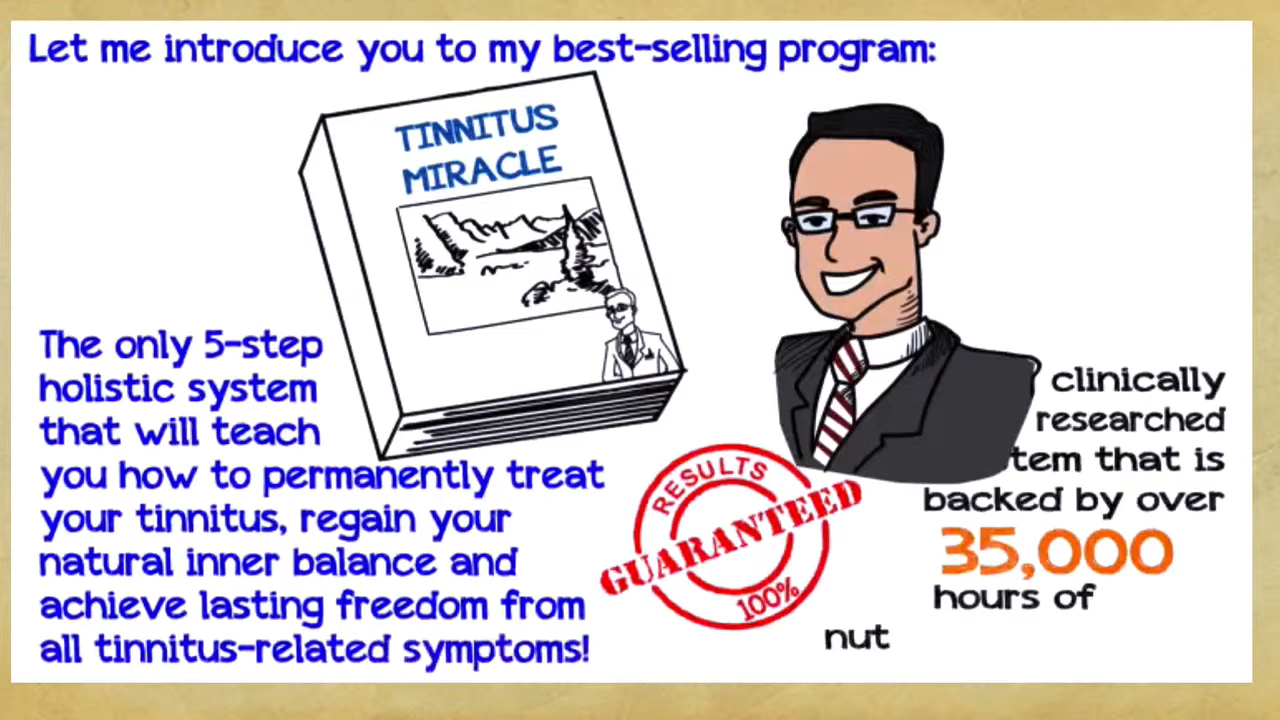 Let me introduce you to my best-selling program:
TINNITUS
MIRACLE
The only 5-step
holistic system
that will teach
you how to permanently treat
your tinnitus, regain your
natural inner balance and
achieve lasting freedom from
all tinnitus-related symptoms!
RESULTS
GUARANTEED
100%
clinically
researched
tem that is
backed by over
35,000
hours of
nut